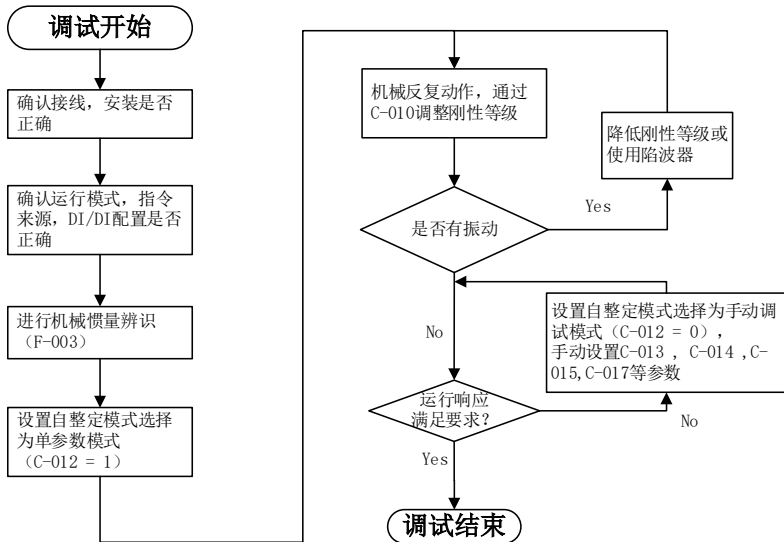 调试开始
确认接线，安装是否
正确
确认运行模式，指令
来源，DI/DI配置是否
正确
进行机械惯量辨识
（F-003）
设置自整定模式选择
为单参数模式
（C-012 = 1）
机械反复动作，通过
C-010调整刚性等级
降低刚性等级或
使用陷波器
是否有振动
Yes
No
设置自整定模式选择为手动调
试模式（C-012 = 0），
手动设置C-013 , C-014 ,C-
015,C-017等参数
运行响应
满足要求?
No
Yes
调试结束